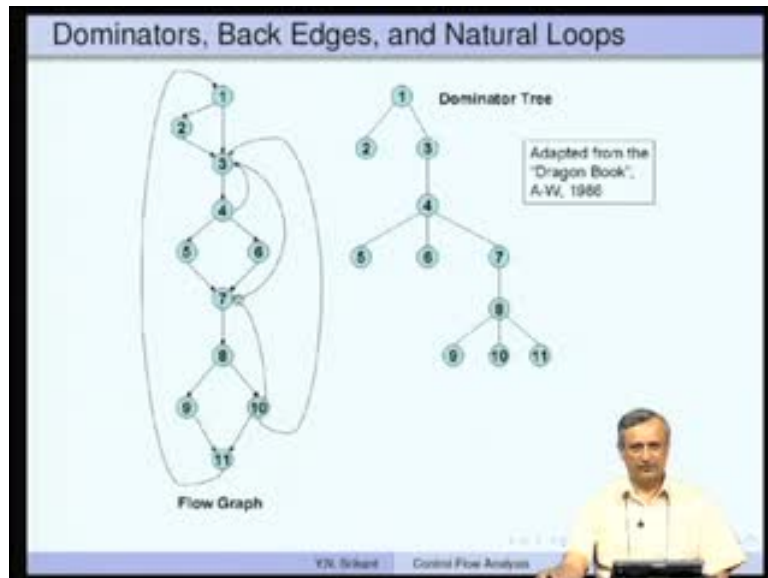 Dominators, Back Edges, and Natural Loops
1
2
3
4
5
6
7
8
9
10
11
Flow Graph
1
Dominator Tree
2
3
4
5
6
7
8
9
10
11
Adapted from the
"Dragon Book",
A-W, 1986
Y.N. Srikant
Control Flow Analysis